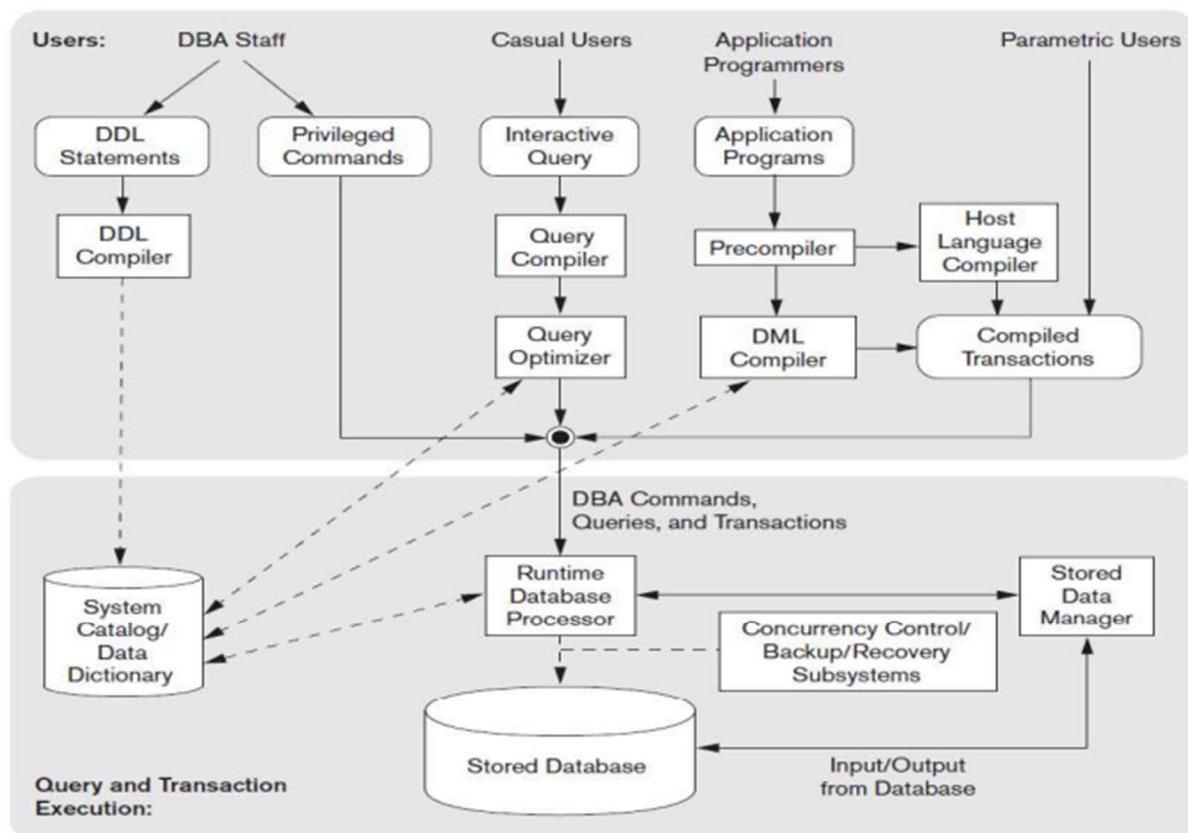 Users:
DBA Staff
Casual Users
Application
Programmers
Parametric Users
DDL
Statements
Privileged
Commands
Interactive
Query
Application
Programs
DDL
Compiler
Query
Compiler
Precompiler
Host
Language
Compiler
Query
Optimizer
DML
Compiler
Compiled
Transactions
DBA Commands,
Queries, and Transactions
System
Catalog/
Data
Dictionary
Runtime
Database
Processor
Stored
Data
Manager
Concurrency Control/
Backup/Recovery
Subsystems
Stored Database
Input/Output
from Database
Query and Transaction
Execution: